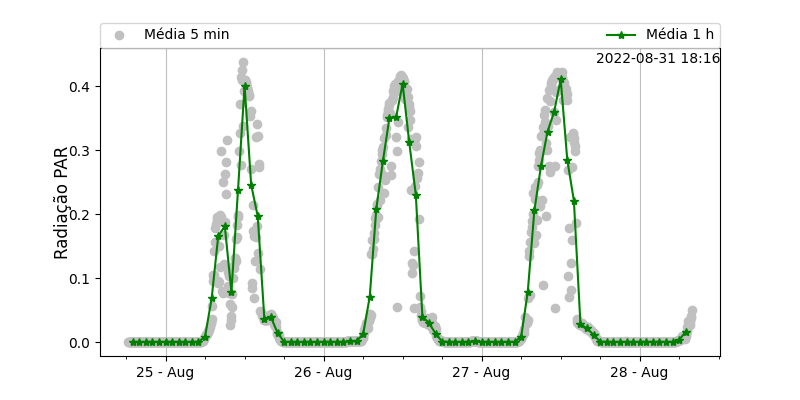 Média 5 min
Média 1 h
2022-08-31 18:16
Radiação PAR
0.4
0.3
0.2
0.1
0.0
25 - Aug
26 - Aug
27 - Aug
28 - Aug